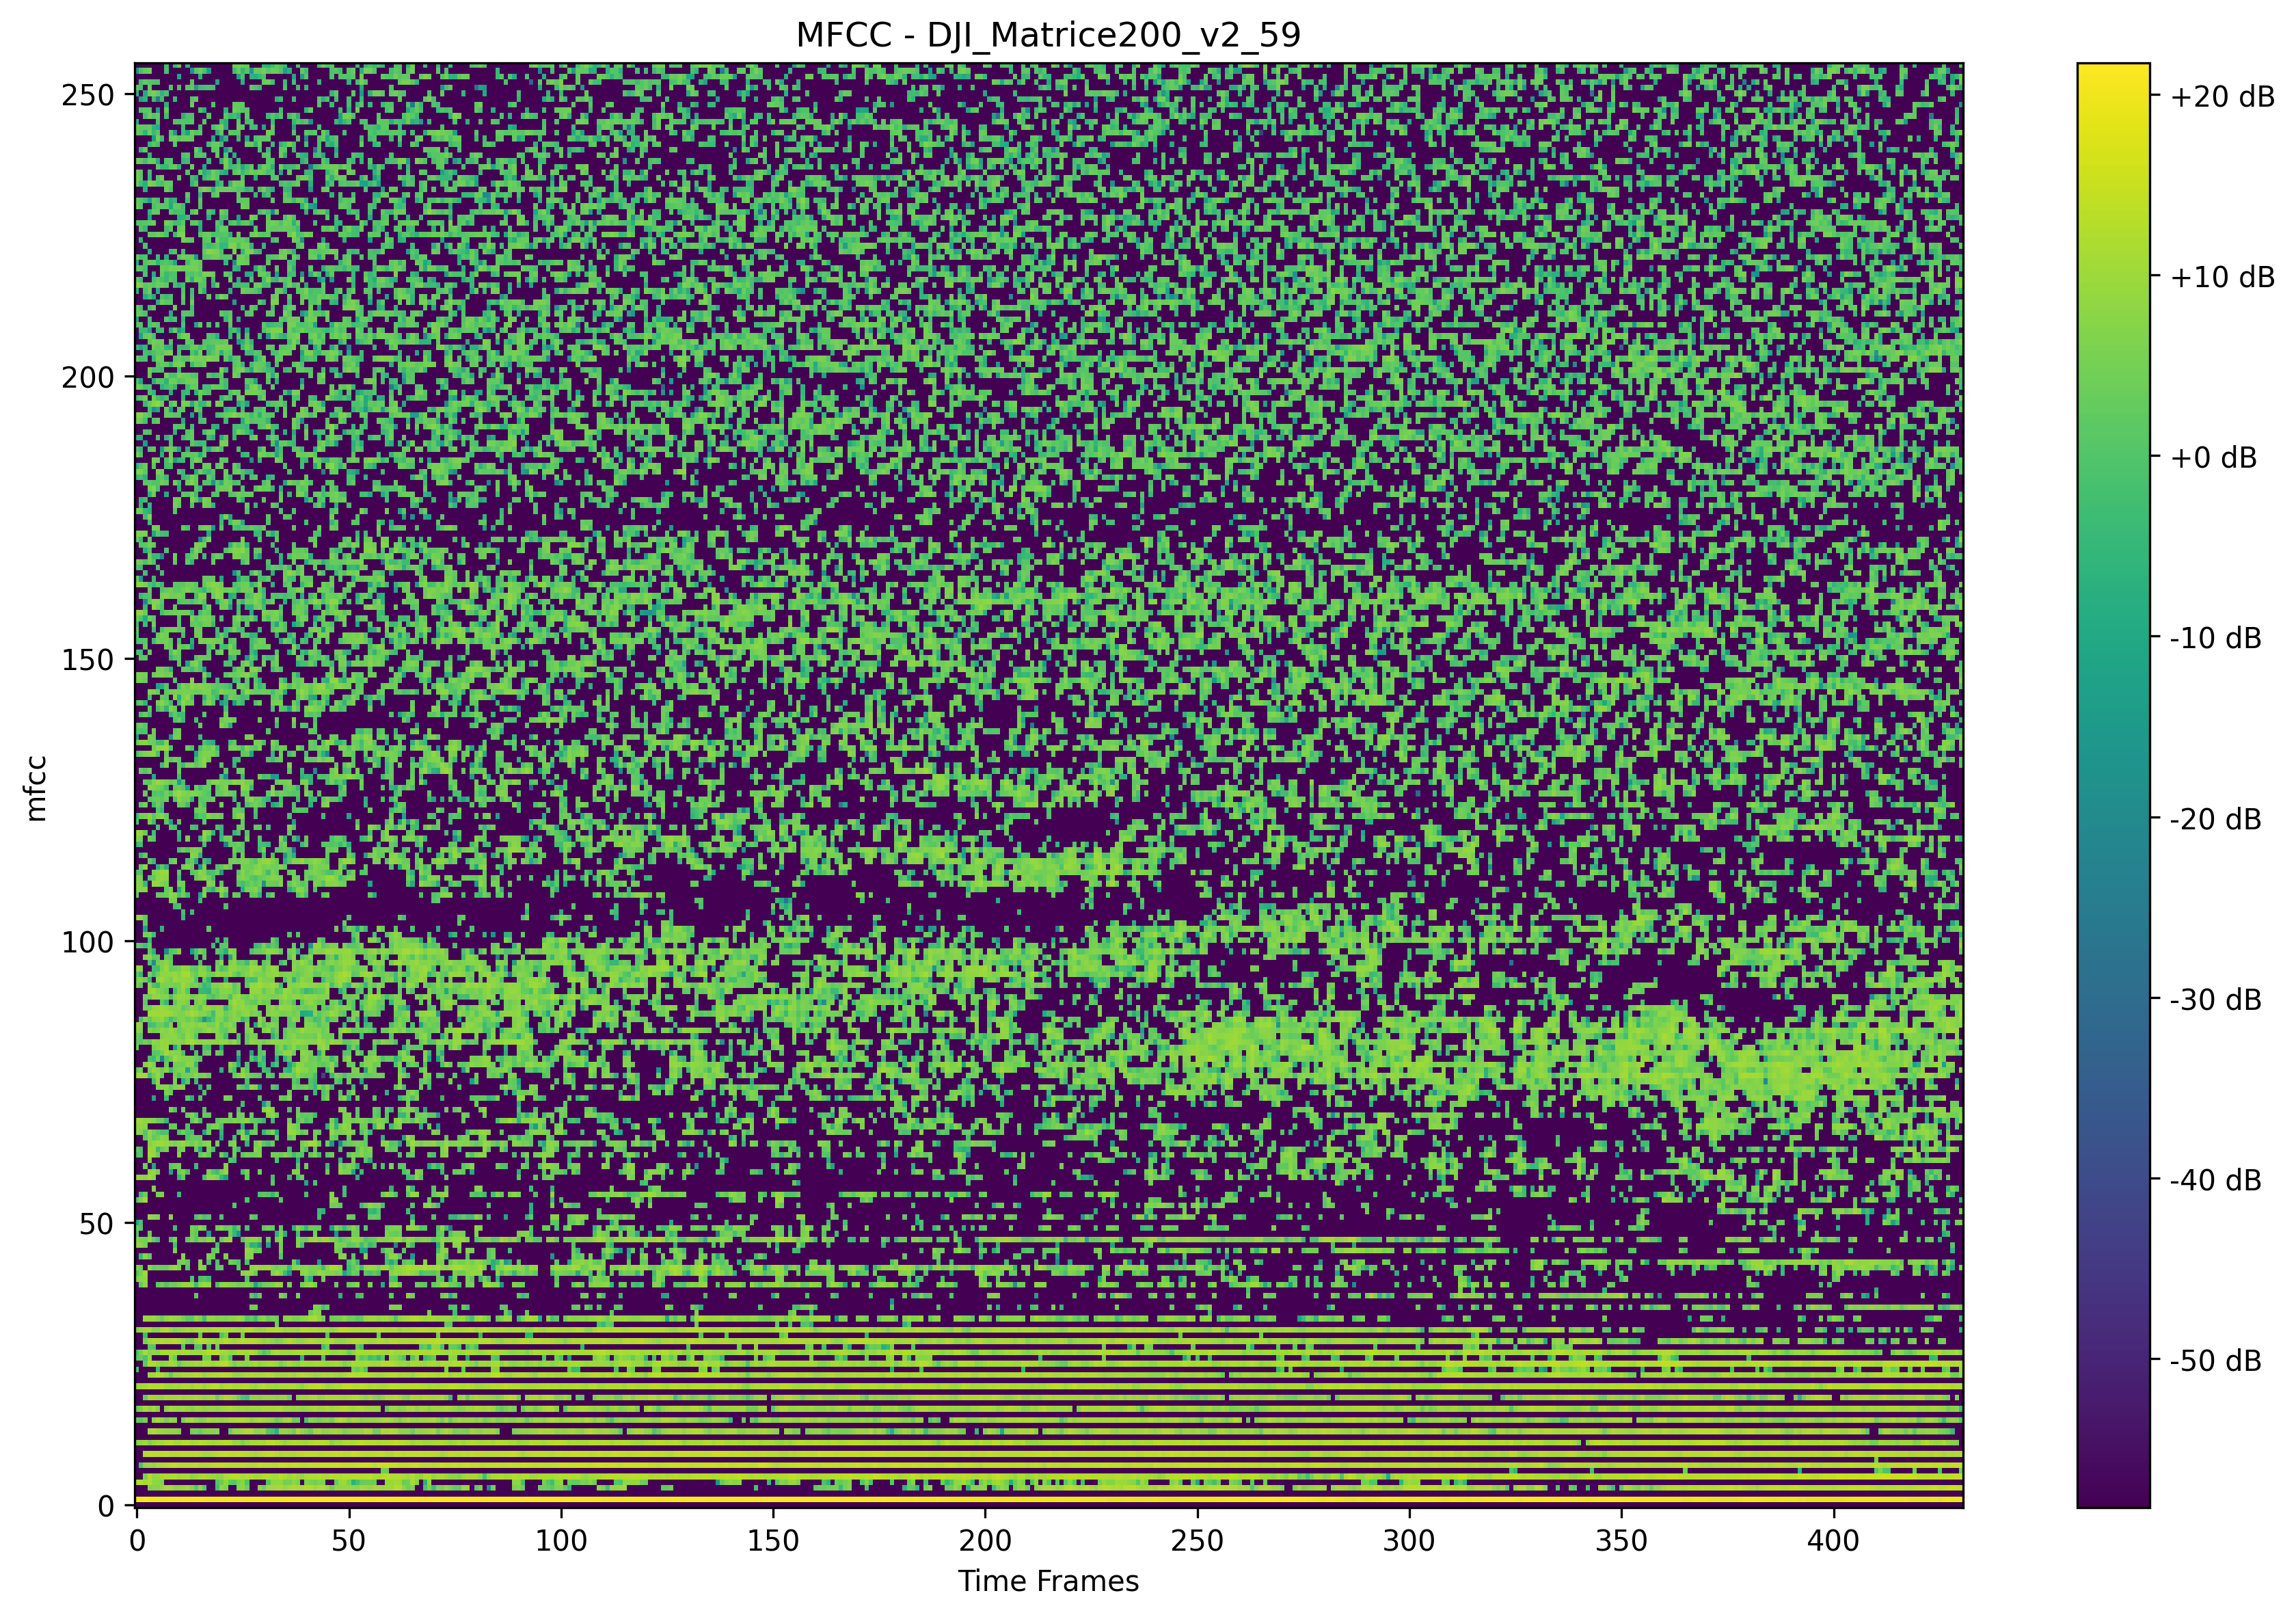 MFCC - DJI_Matrice200_v2_59
250
200
150
100
50
0
mfcc
0 50 100 150 200 250 300 350 400
Time Frames
+20 dB
+10 dB
+0 dB
-10 dB
-20 dB
-30 dB
-40 dB
-50 dB